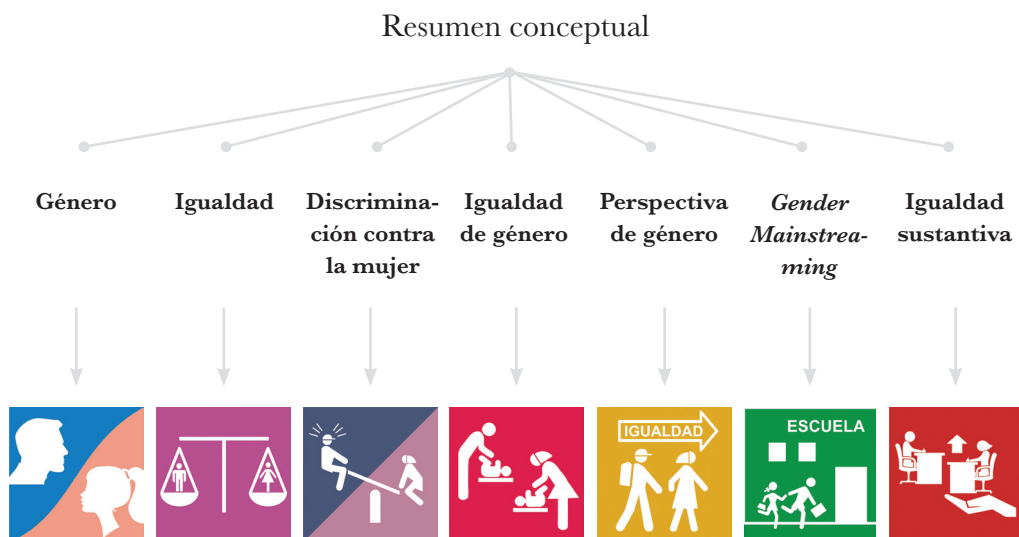 Resumen conceptual
Género
Igualdad
Discrimina-
ción contra
la mujer
Igualdad
de género
Perspectiva
de género
Gender
Mainstrea-
ming
Igualdad
sustantiva
IGUALDAD
ESCUELA